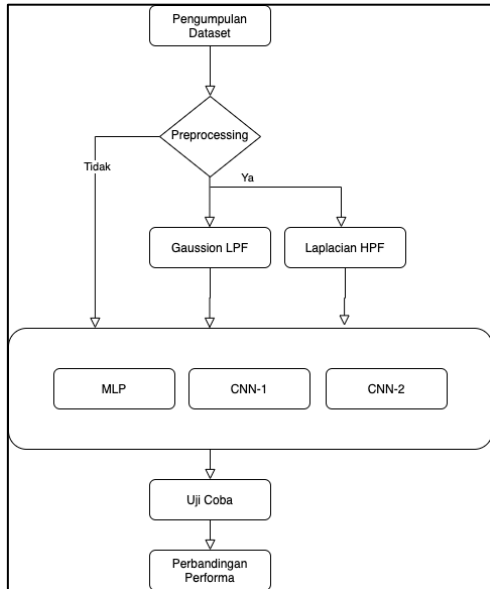 Pengumpulan
Dataset
Preprocessing
Tidak
Ya
Gaussion LPF
Laplacian HPF
MLP
CNN-1
CNN-2
Uji Coba
Perbandingan
Performa